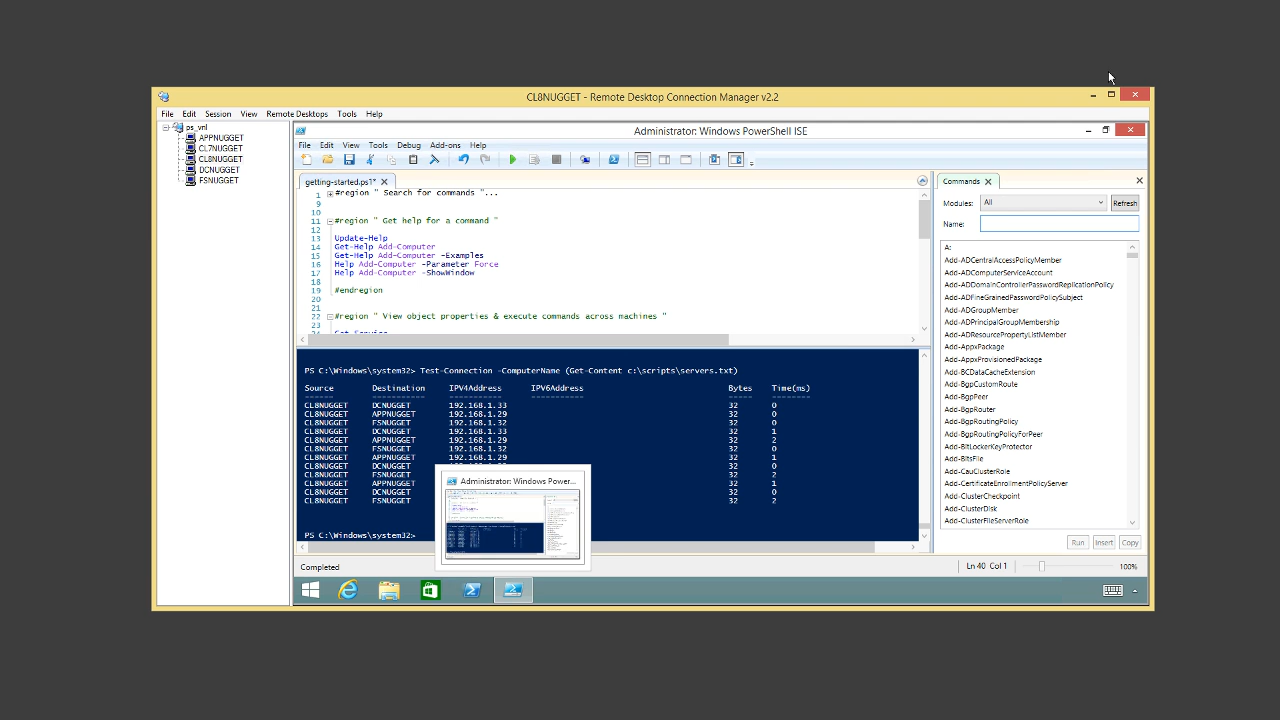 CL8NUGGET - Remote Desktop Connection Manager v2.2
File Edit Session View Remote Desktops Tools Help
ps_vnl
APPNUGGET
CL7NUGGET
CL8NUGGET
DCNUGGET
FSNUGGET
Administrator: Windows PowerShell ISE
File Edit View Tools Debug Add-ons Help
getting-started.ps1*
1 #region " Search for commands "...
9
10
11 #region " Get help for a command "
12
13 Update-Help
14 Get-Help Add-Computer
15 Get-Help Add-Computer -Examples
16 Help Add-Computer -Parameter Force
17 Help Add-Computer -ShowWindow
18
19 #endregion
20
21
22 #region " View object properties & execute commands across machines "
23
24 Get-Service
PS C:\Windows\system32> Test-Connection -ComputerName (Get-Content c:\scripts\servers.txt)
Source Destination IPV4Address IPV6Address Bytes Time(ms)
------ ----------- ----------- ----------- ----- --------
CL8NUGGET DCNUGGET 192.168.1.33 32 0
CL8NUGGET APPNUGGET 192.168.1.29 32 0
CL8NUGGET FSNUGGET 192.168.1.32 32 0
CL8NUGGET DCNUGGET 192.168.1.33 32 1
CL8NUGGET APPNUGGET 192.168.1.29 32 2
CL8NUGGET FSNUGGET 192.168.1.32 32 0
CL8NUGGET APPNUGGET 192.168.1.29 32 1
CL8NUGGET DCNUGGET 32 0
CL8NUGGET FSNUGGET 32 2
CL8NUGGET APPNUGGET 32 1
CL8NUGGET DCNUGGET 32 0
CL8NUGGET FSNUGGET 32 2
PS C:\Windows\system32>
Administrator: Windows Power...
Completed
Ln 40 Col 1
100%
Commands
Modules: All Refresh
Name:
A:
Add-ADCentralAccessPolicyMember
Add-ADComputerServiceAccount
Add-ADDomainControllerPasswordReplicationPolicy
Add-ADFineGrainedPasswordPolicySubject
Add-ADGroupMember
Add-ADPrincipalGroupMembership
Add-ADResourcePropertyListMember
Add-AppxPackage
Add-AppxProvisionedPackage
Add-BCDataCacheExtension
Add-BgpCustomRoute
Add-BgpPeer
Add-BgpRouter
Add-BgpRoutingPolicy
Add-BgpRoutingPolicyForPeer
Add-BitLockerKeyProtector
Add-BitsFile
Add-CauClusterRole
Add-CertificateEnrollmentPolicyServer
Add-ClusterCheckpoint
Add-ClusterDisk
Add-ClusterFileServerRole
Run Insert Copy